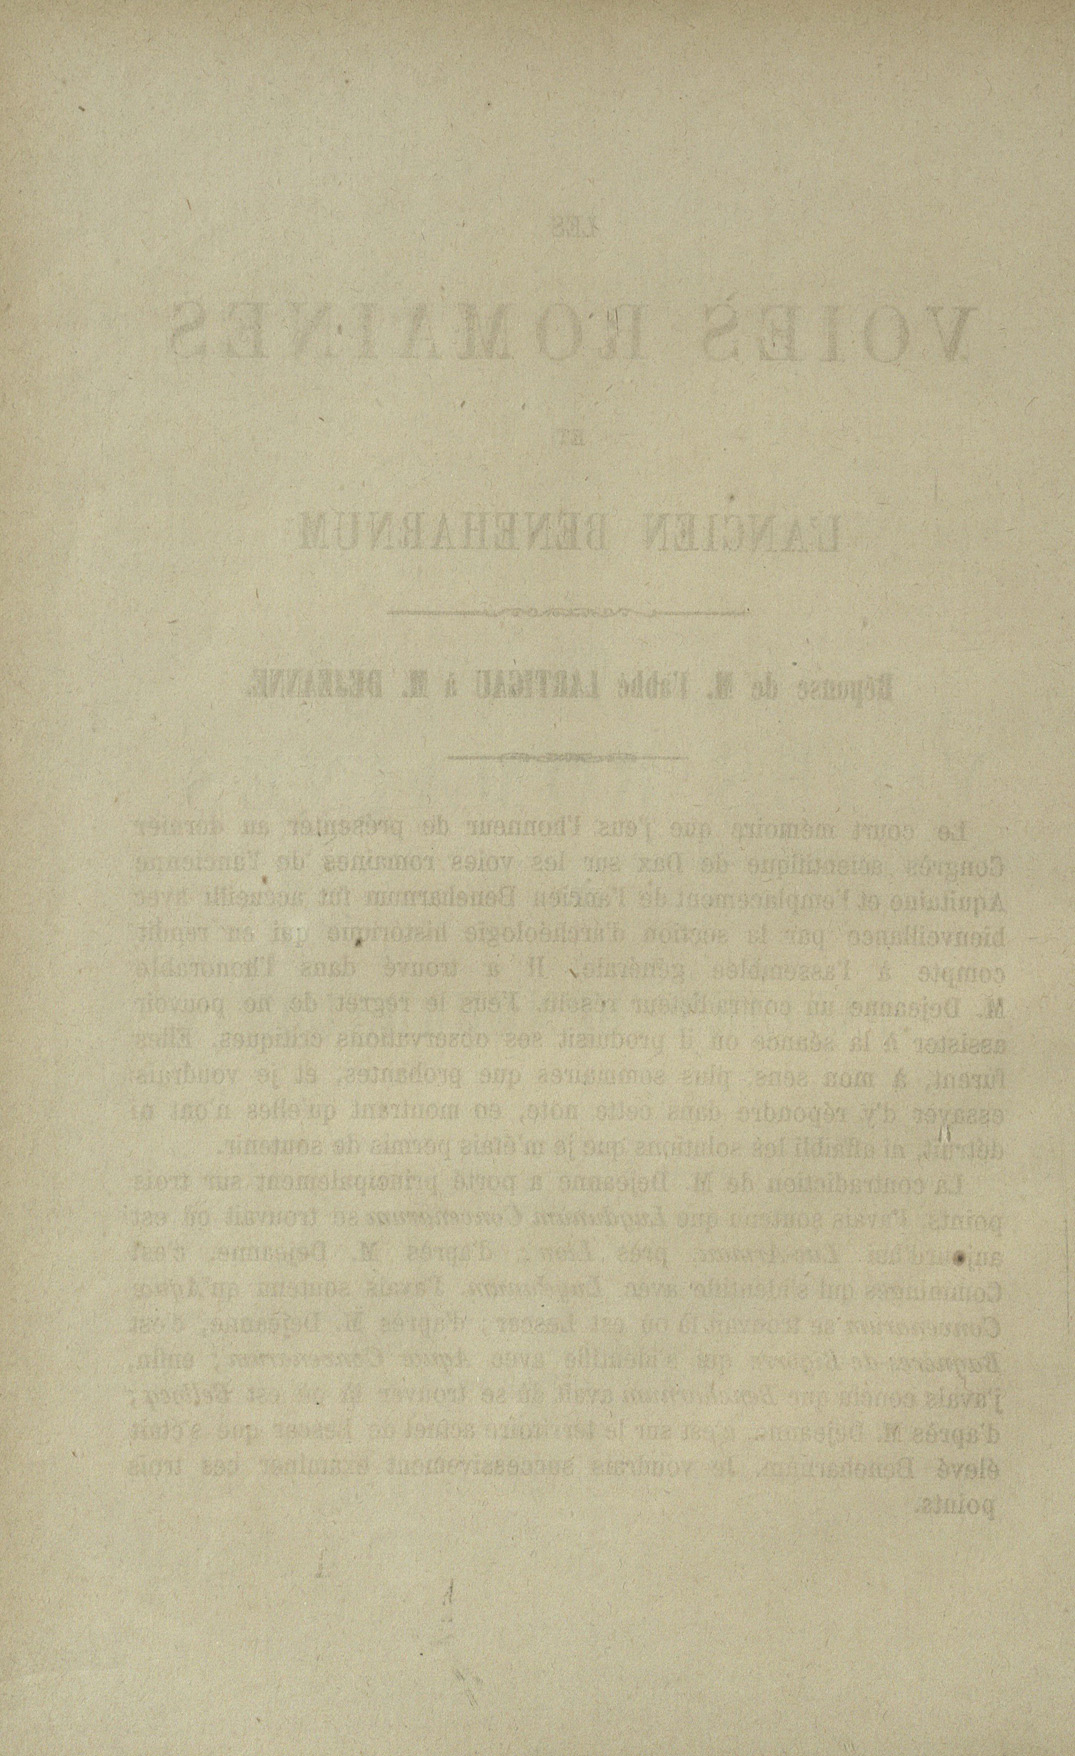 LES
VOIES ROMAINES
ET
L'ANCIEN BENEHARNUM
Réponse de M. l'abbé LARTIGAU à M. DEJEANNE.
Le court mémoire que j'eus l'honneur de présenter au dernier
Congrès scientifique de Dax sur les voies romaines de l'ancienne
Aquitaine et l'emplacement de l'ancien Beneharnum fut accueilli avec
bienveillance par la section d'archéologie historique qui en rendit
compte à l'assemblée générale. Il a trouvé dans l'honorable
M. Dejeanne un contradicteur résolu. J'eus le regret de ne pouvoir
assister à la séance où il produisit ses observations critiques. Elles
furent, à mon sens, plus sommaires que probantes, et je voudrais
essayer d'y répondre dans cette note, en montrant qu'elles n'ont ni
détruit, ni affaibli les solutions que je m'étais permis de soutenir.
La contradiction de M. Dejeanne a porté principalement sur trois
points. J'avais soutenu que Lugdunum Convenarum se trouvait où est
aujourd'hui près d'après M. Dejeanne, c'est
Comminges qui s'identifie avec Lugdunum. J'avais soutenu qu'Aquæ
Convenarum se trouvait là où est Lescar ; d'après M. Dejeanne, c'est
Bagnères-de-Bigorre qui s'identifie avec Aquæ Convenarum ; enfin,
j'avais conclu que Beneharnum avait dû se trouver là où est
d'après M. Dejeanne, c'est sur le territoire actuel de Lescar que s'était
élevé Beneharnum. Je voudrais successivement examiner ces trois
points.
1